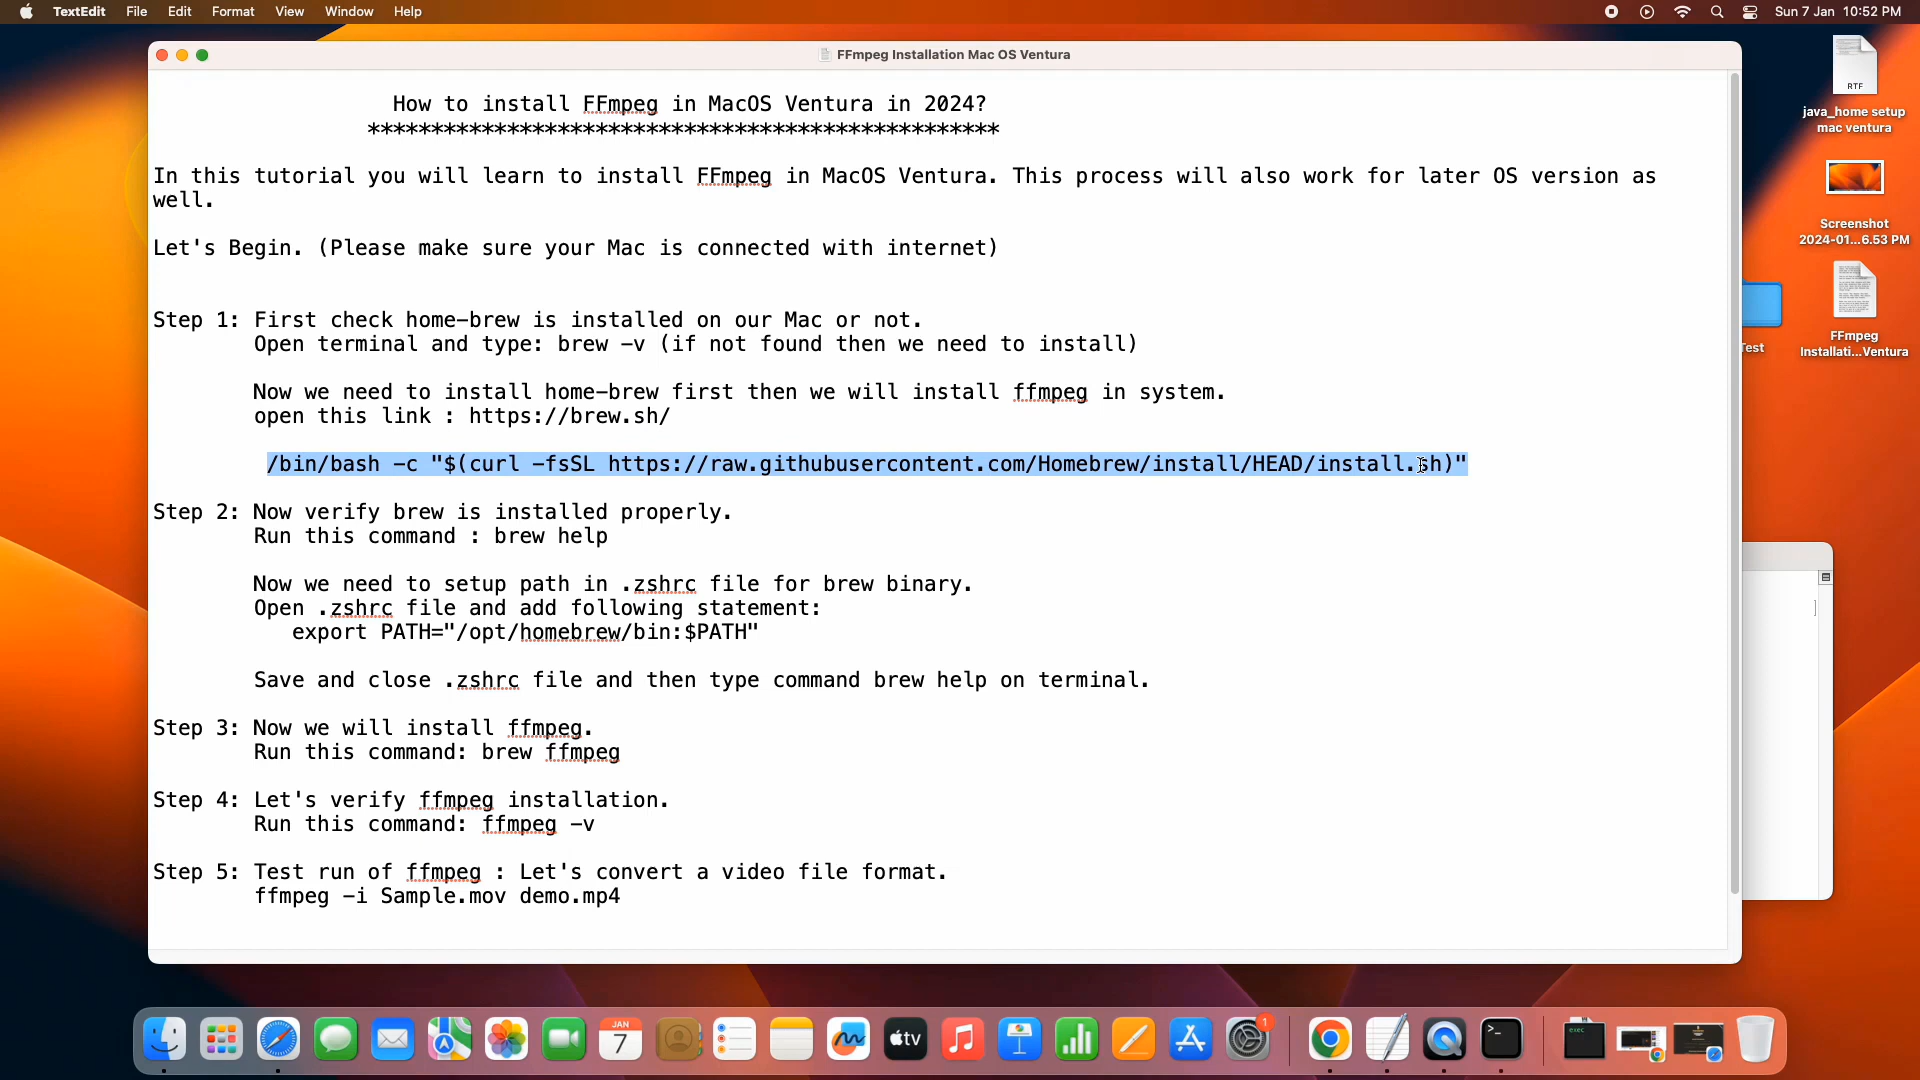 TextEdit File Edit Format View Window Help
Sun 7 Jan 10:52 PM
FFmpeg Installation Mac OS Ventura
How to install FFmpeg in MacOS Ventura in 2024?
**************************************************
In this tutorial you will learn to install FFmpeg in MacOS Ventura. This process will also work for later OS version as
well.
Let's Begin. (Please make sure your Mac is connected with internet)
Step 1: First check home-brew is installed on our Mac or not.
Open terminal and type: brew -v (if not found then we need to install)
Now we need to install home-brew first then we will install ffmpeg in system.
open this link : https://brew.sh/
/bin/bash -c "$(curl -fsSL https://raw.githubusercontent.com/Homebrew/install/HEAD/install.sh)"
Step 2: Now verify brew is installed properly.
Run this command : brew help
Now we need to setup path in .zshrc file for brew binary.
Open .zshrc file and add following statement:
export PATH="/opt/homebrew/bin:$PATH"
Save and close .zshrc file and then type command brew help on terminal.
Step 3: Now we will install ffmpeg.
Run this command: brew ffmpeg
Step 4: Let's verify ffmpeg installation.
Run this command: ffmpeg -v
Step 5: Test run of ffmpeg : Let's convert a video file format.
ffmpeg -i Sample.mov demo.mp4
RTF
java_home setup
mac ventura
Screenshot
2024-01...6.53 PM
FFmpeg
Installati...Ventura
Test
]
JAN
7
tv
1
>_
exec